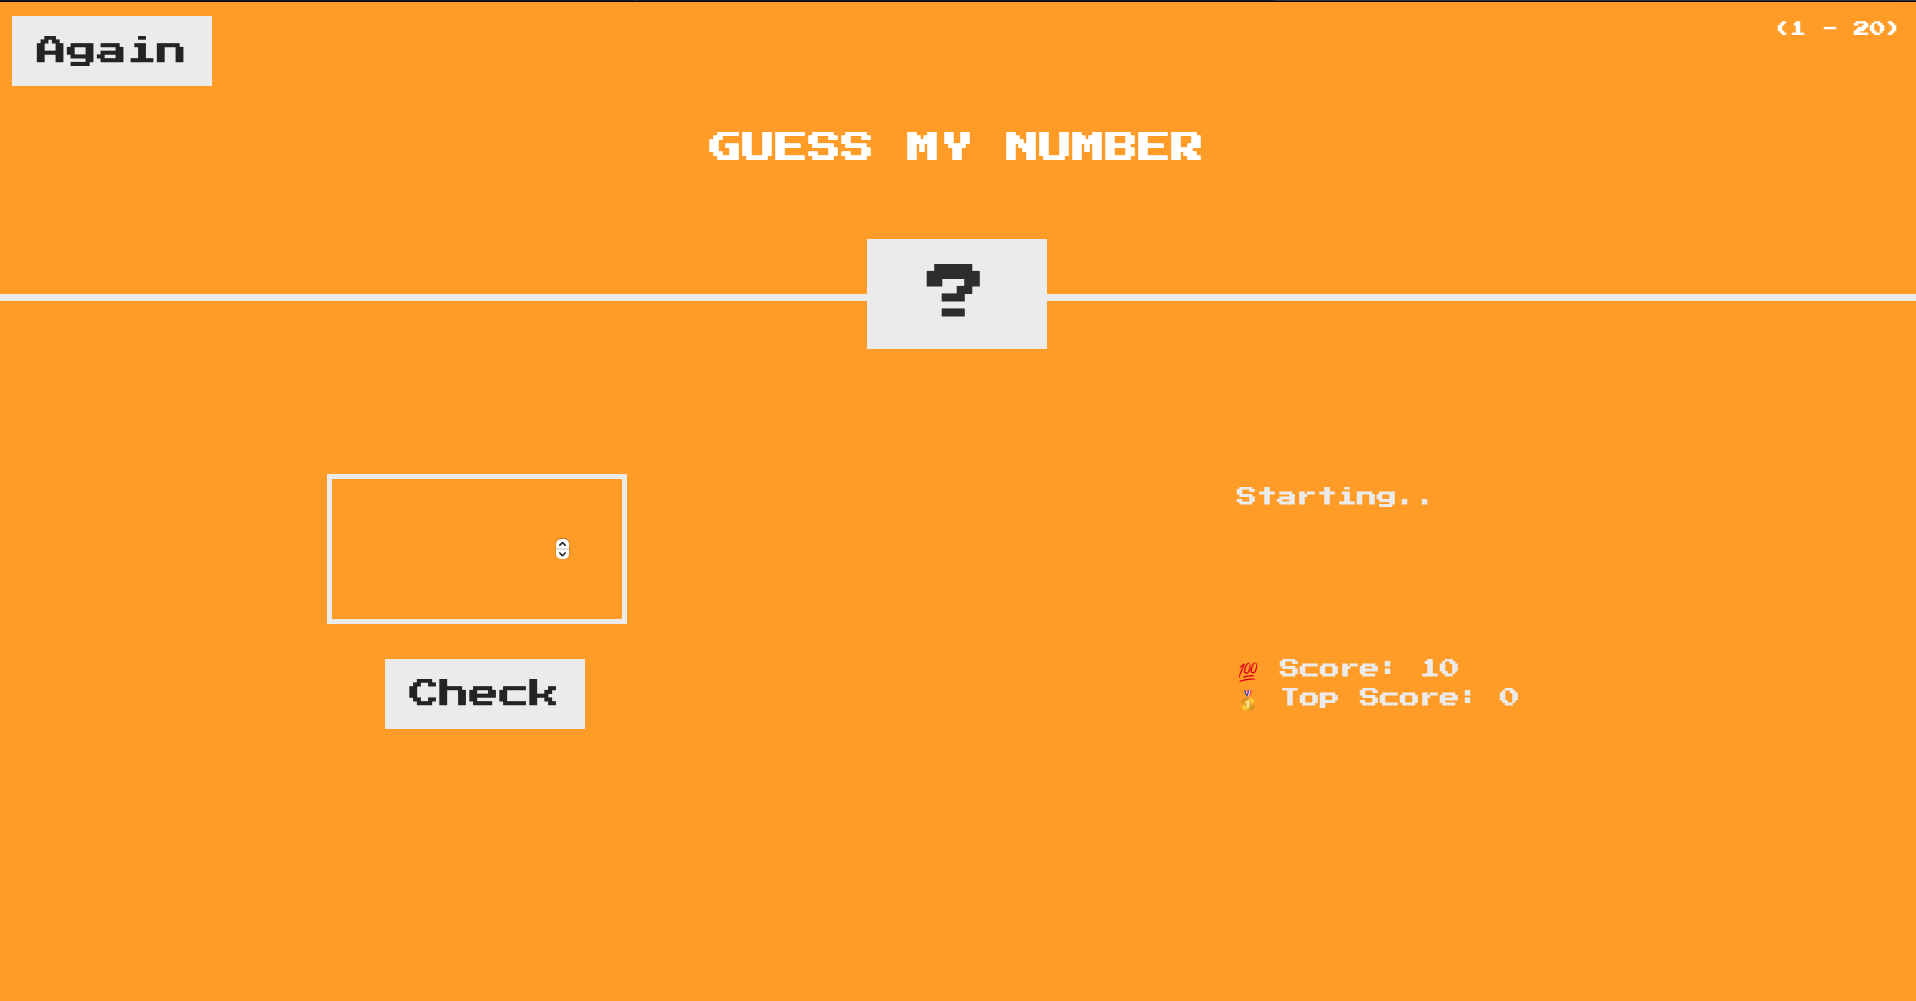 Again
(1 - 20)
GUESS MY NUMBER
?
Starting..
Check
💯 Score: 10
🥇 Top Score: 0